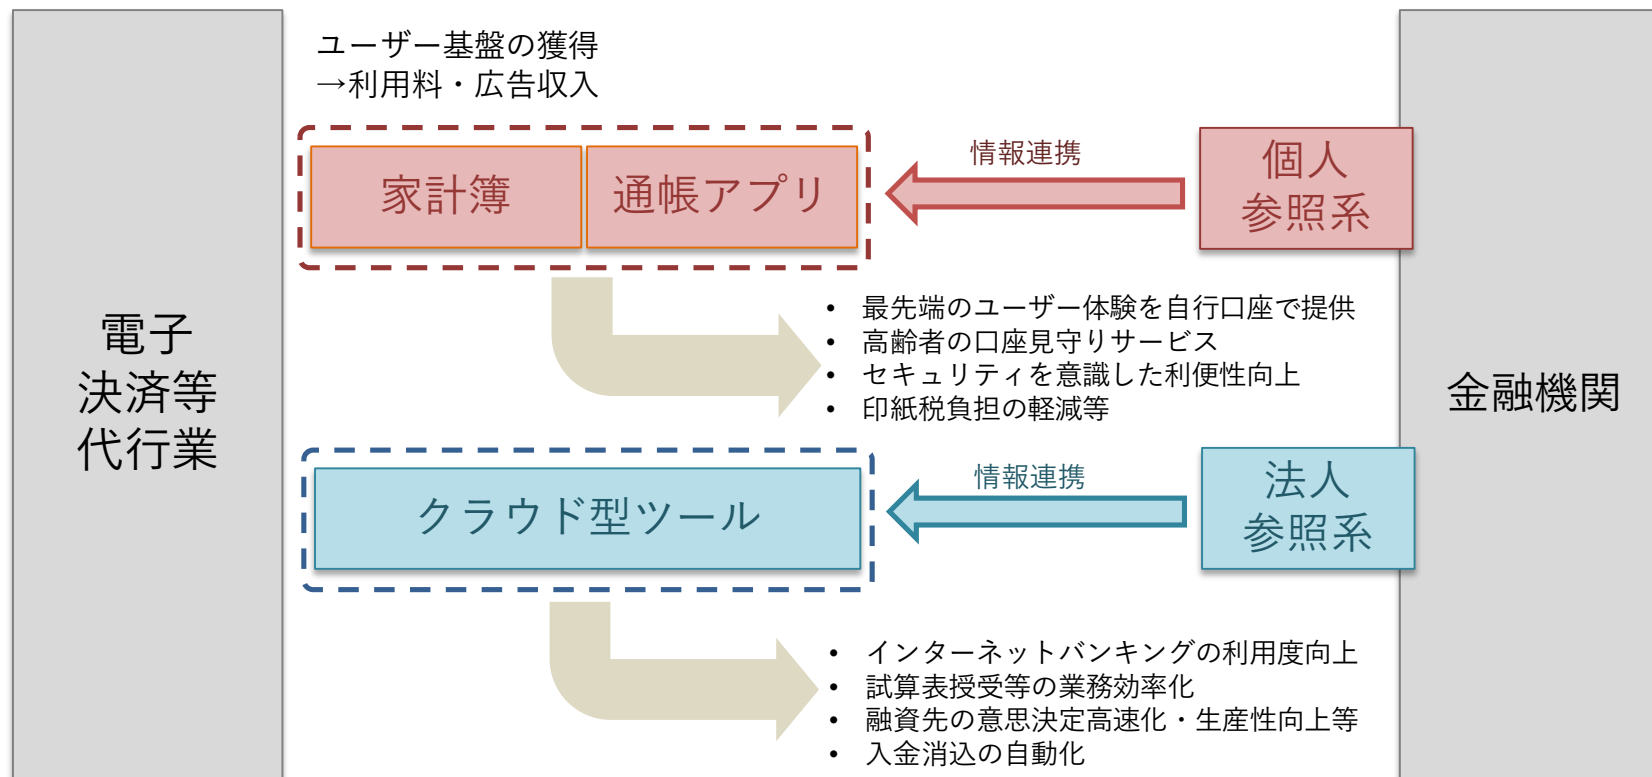 電子
決済等
代行業
ユーザー基盤の獲得
→利用料・広告収入
家計簿
通帳アプリ
情報連携
個人
参照系
• 最先端のユーザー体験を自行口座で提供
• 高齢者の口座見守りサービス
• セキュリティを意識した利便性向上
• 印紙税負担の軽減等
クラウド型ツール
情報連携
法人
参照系
• インターネットバンキングの利用度向上
• 試算表授受等の業務効率化
• 融資先の意思決定高速化・生産性向上等
• 入金消込の自動化
金融機関